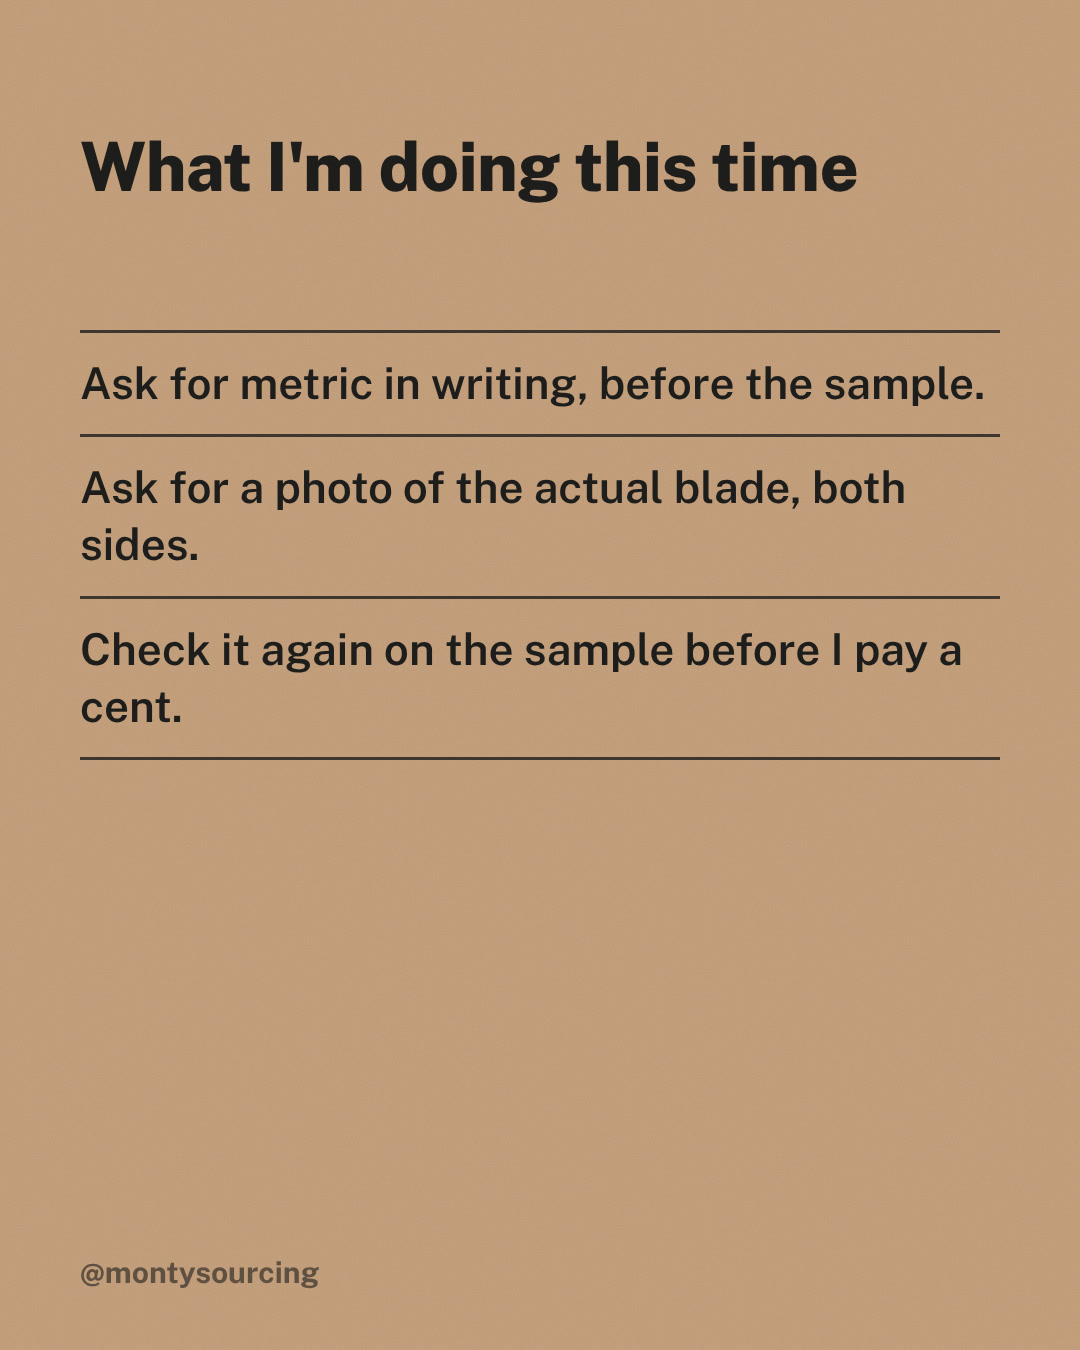 What I'm doing this time
Ask for metric in writing, before the sample.
Ask for a photo of the actual blade, both
sides.
Check it again on the sample before I pay a
cent.
@montysourcing